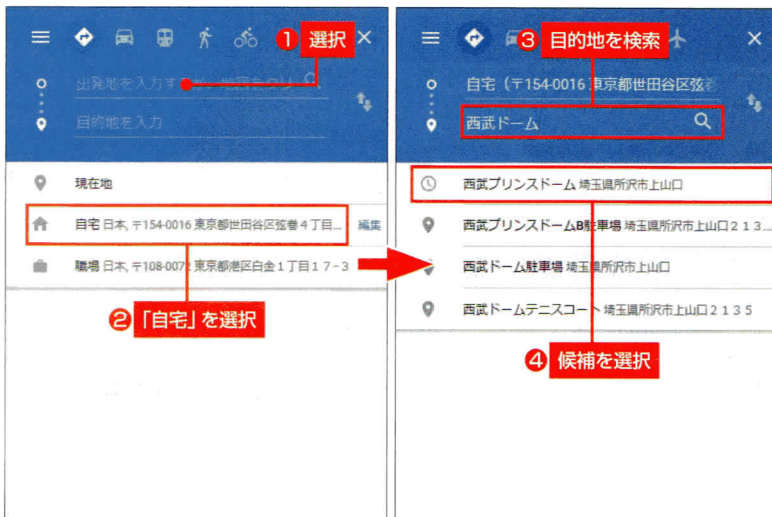 ❶ 選択
出発地を入力す
目的地を入力
現在地
自宅 日本, 〒154-0016 東京都世田谷区弦巻4丁目... 編集
職場 日本, 〒108-0072 東京都港区白金1丁目17-3
❷ 「自宅」を選択
❸ 目的地を検索
自宅（〒154-0016 東京都世田谷区弦巻
西武ドーム
西武プリンスドーム 埼玉県所沢市上山口
西武プリンスドームB駐車場 埼玉県所沢市上山口213...
西武ドーム駐車場 埼玉県所沢市上山口
西武ドームテニスコート 埼玉県所沢市上山口2135
❹ 候補を選択